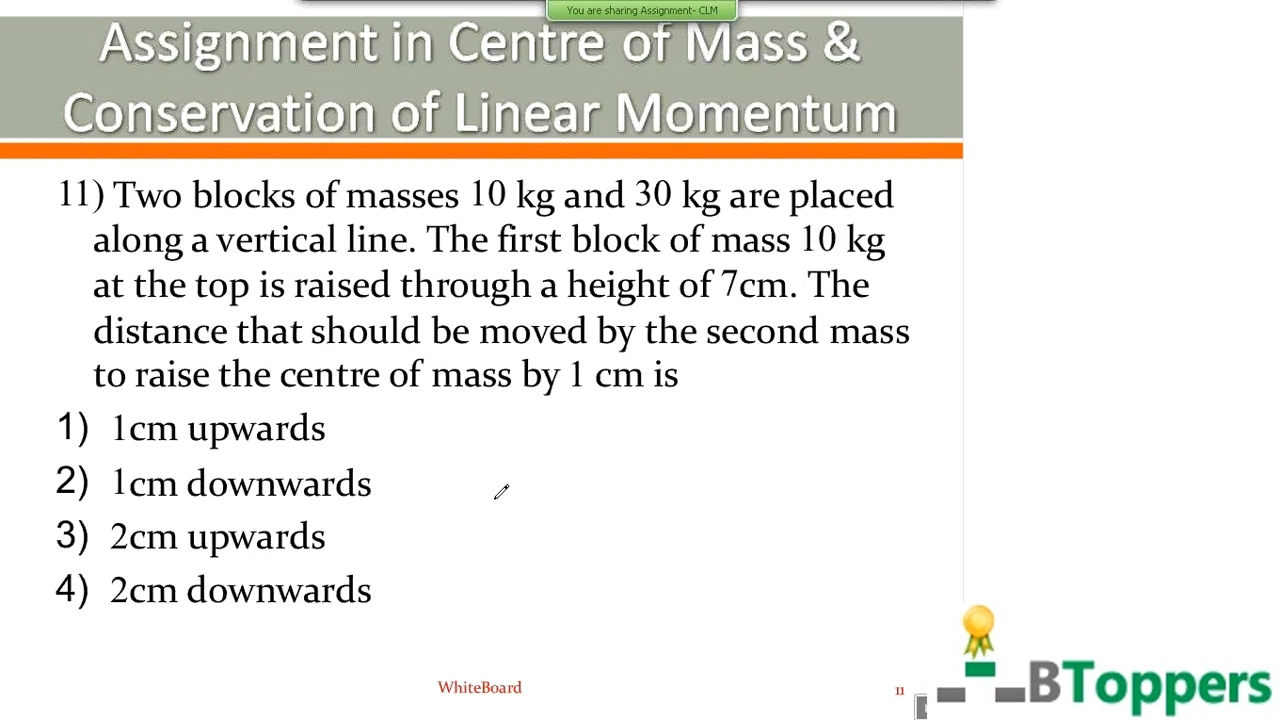 You are sharing Assignment- CLM
Assignment in Centre of Mass &
Conservation of Linear Momentum
11) Two blocks of masses 10 kg and 30 kg are placed
along a vertical line. The first block of mass 10 kg
at the top is raised through a height of 7cm. The
distance that should be moved by the second mass
to raise the centre of mass by 1 cm is
1) 1cm upwards
2) 1cm downwards
3) 2cm upwards
4) 2cm downwards
WhiteBoard
11
BToppers